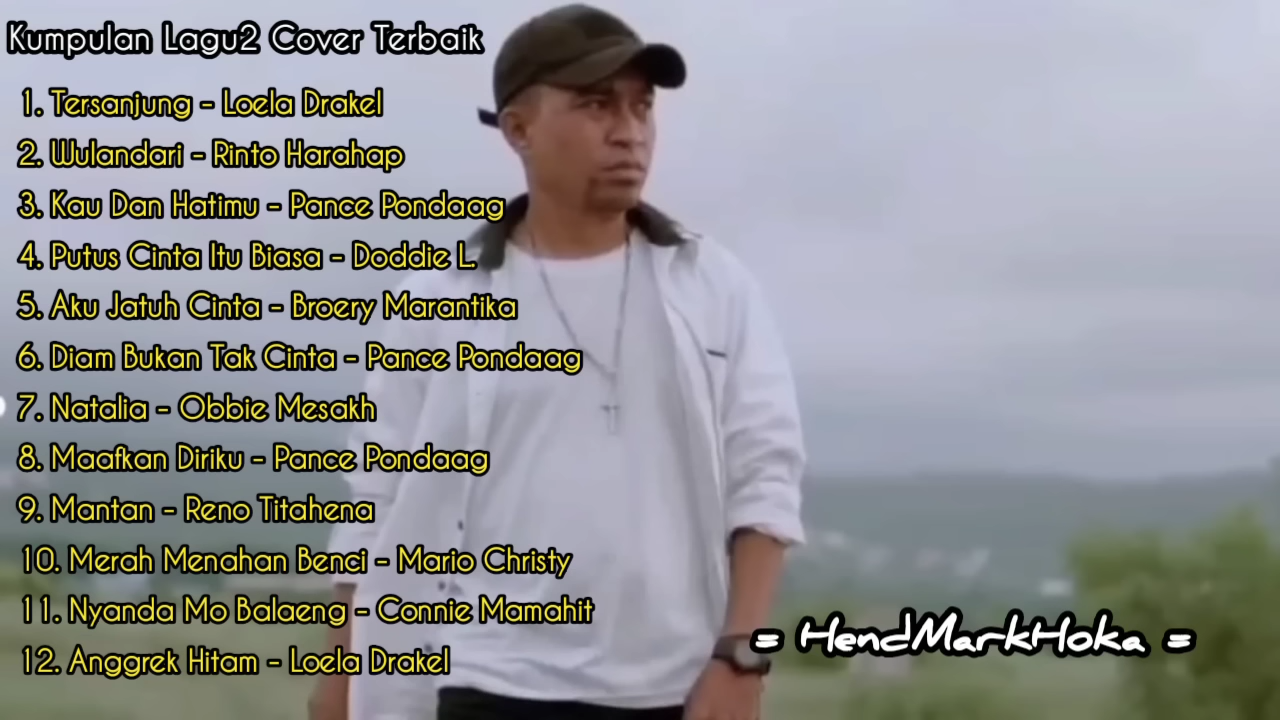 Kumpulan Lagu2 Cover Terbaik
1. Tersanjung - Loela Drakel
2. Wulandari - Rinto Harahap
3. Kau Dan Hatimu - Pance Pondaag
4. Putus Cinta Itu Biasa - Doddie L.
5. Aku Jatuh Cinta - Broery Marantika
6. Diam Bukan Tak Cinta - Pance Pondaag
7. Natalia - Obbie Mesakh
8. Maafkan Diriku - Pance Pondaag
9. Mantan - Reno Titahena
10. Merah Menahan Benci - Mario Christy
11. Nyanda Mo Balaeng - Connie Mamahit
12. Anggrek Hitam - Loela Drakel
= HendMarkHoka =